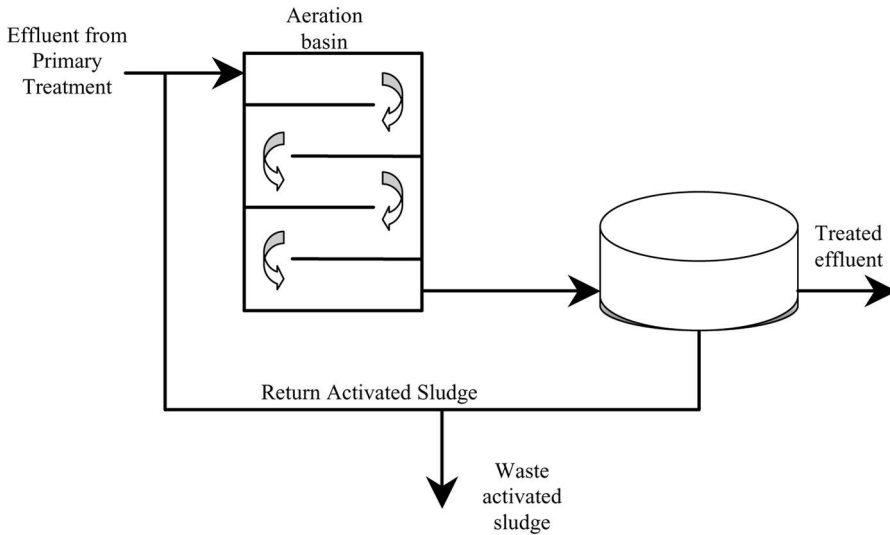 Aeration
basin
Effluent from
Primary
Treatment
Treated
effluent
Return Activated Sludge
Waste
activated
sludge